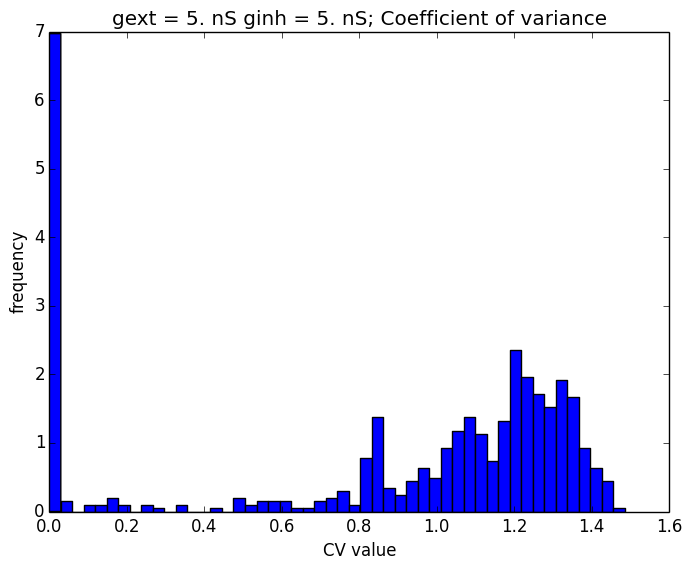 gext = 5. nS ginh = 5. nS; Coefficient of variance
7
6
5
4
3
2
1
0
frequency
0.0 0.2 0.4 0.6 0.8 1.0 1.2 1.4 1.6
CV value